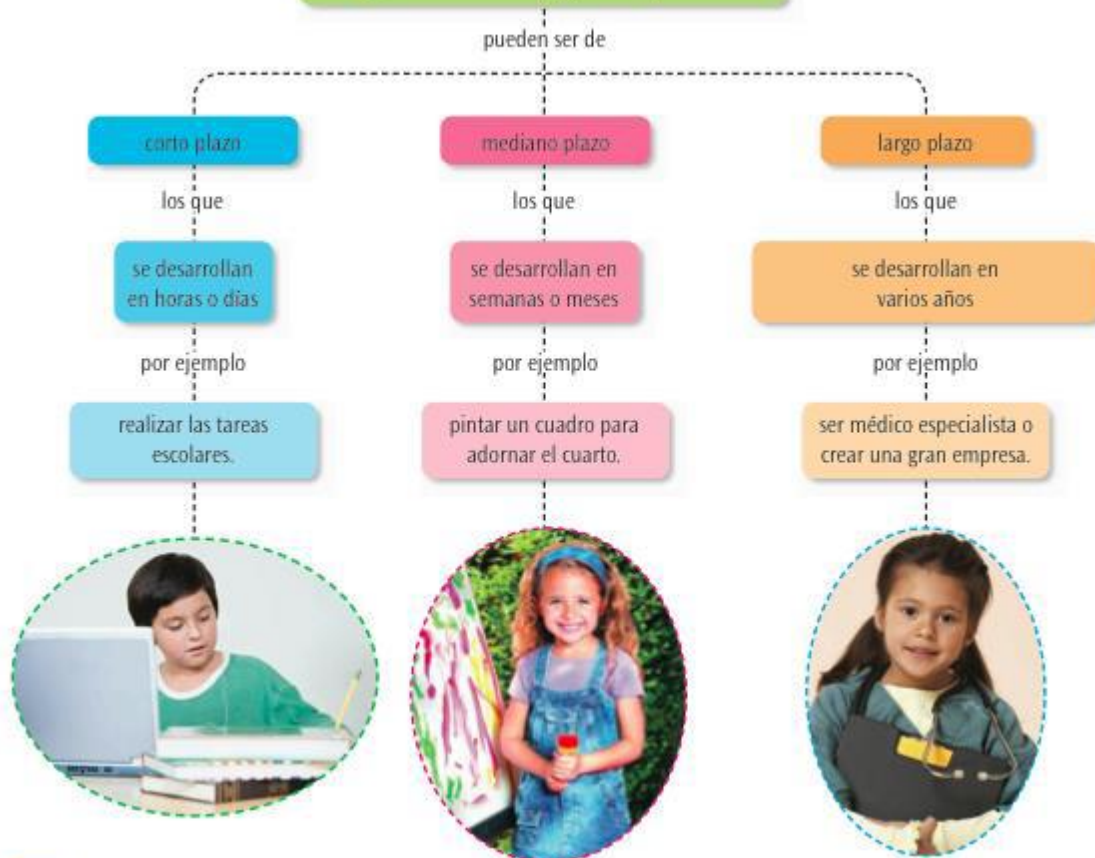 pueden ser de
corto plazo
mediano plazo
largo plazo
los que
los que
los que
se desarrollan
en horas o días
se desarrollan en
semanas o meses
se desarrollan en
varios años
por ejemplo
por ejemplo
por ejemplo
realizar las tareas
escolares.
pintar un cuadro para
adornar el cuarto.
ser médico especialista o
crear una gran empresa.